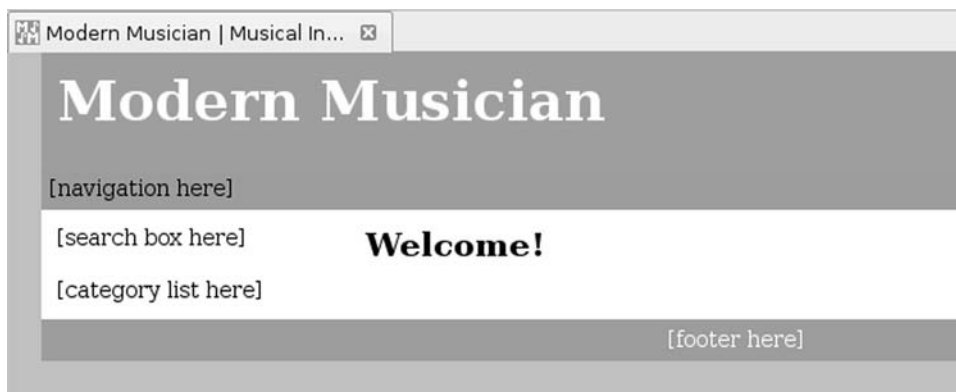 Modern Musician | Musical In...
Modern Musician
[navigation here]
[search box here]
Welcome!
[category list here]
[footer here]